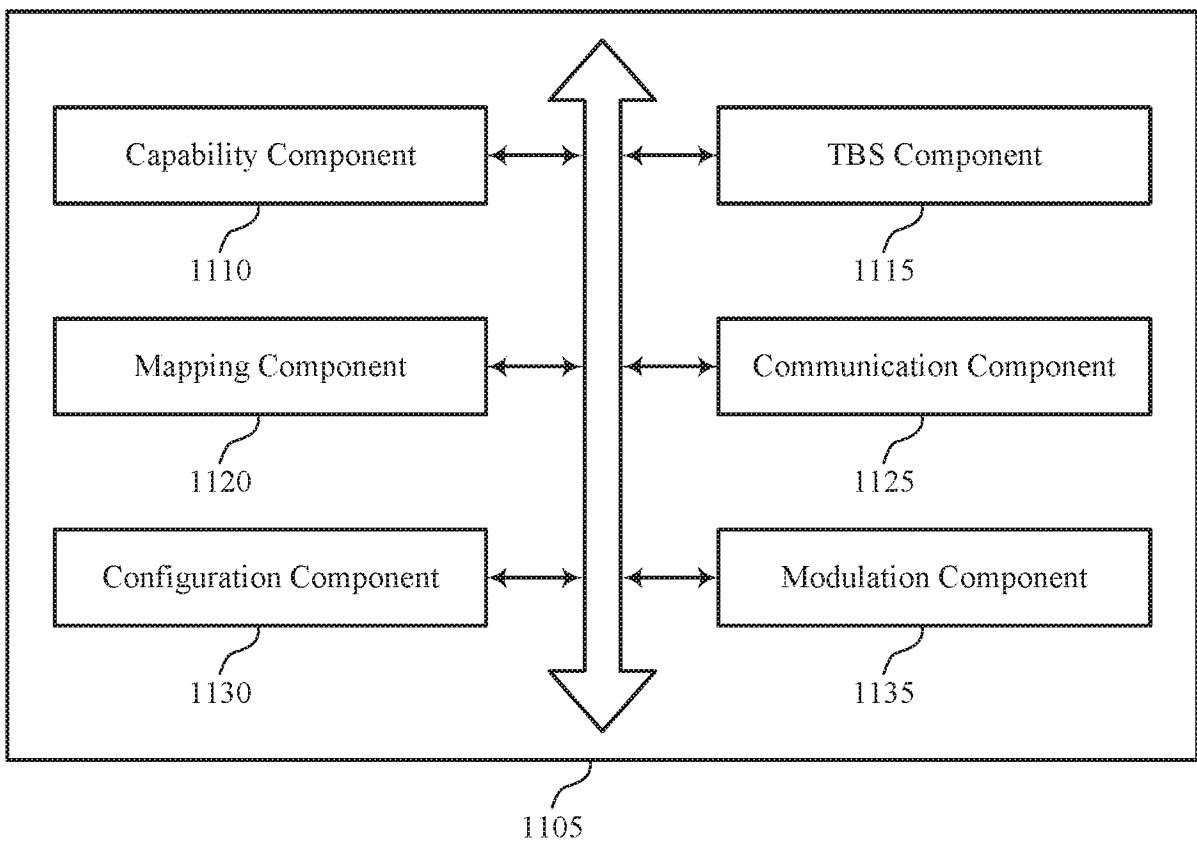 Capability Component
TBS Component
1110
1115
Mapping Component
Communication Component
1120
1125
Configuration Component
Modulation Component
1130
1135
1105